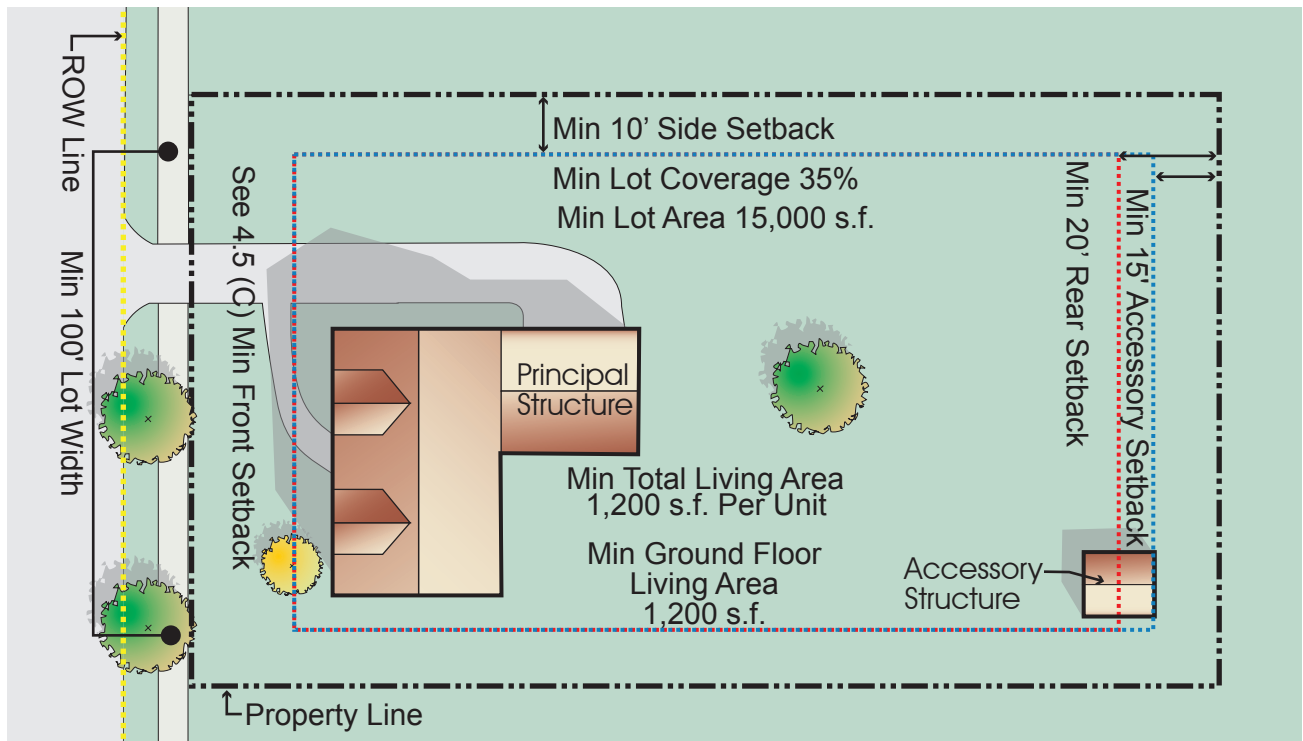 ROW Line
Min 100' Lot Width
See 4.5 (C) Min Front Setback
Min 10’ Side Setback
Min Lot Coverage 35%
Min Lot Area 15,000 s.f.
Principal
Structure
Min Total Living Area
1,200 s.f. Per Unit
Min Ground Floor
Living Area
1,200 s.f.
Min 20’ Rear Setback
Min 15' Accessory Setback
Accessory
Structure
Property Line